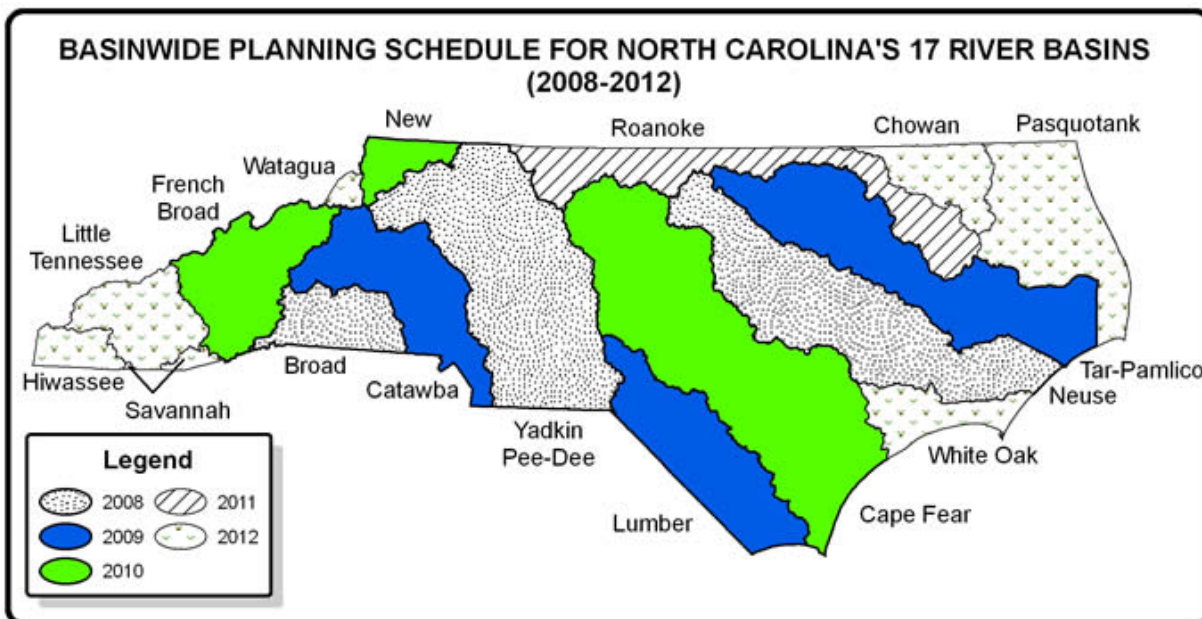 BASINWIDE PLANNING SCHEDULE FOR NORTH CAROLINA'S 17 RIVER BASINS
(2008-2012)
New
Roanoke
Chowan
Pasquotank
Watagua
French
Broad
Little
Tennessee
Hiwassee
Savannah
Broad
Catawba
Yadkin
Pee-Dee
Lumber
Cape Fear
White Oak
Neuse
Tar-Pamlico
Legend
2008
2011
2009
2012
2010